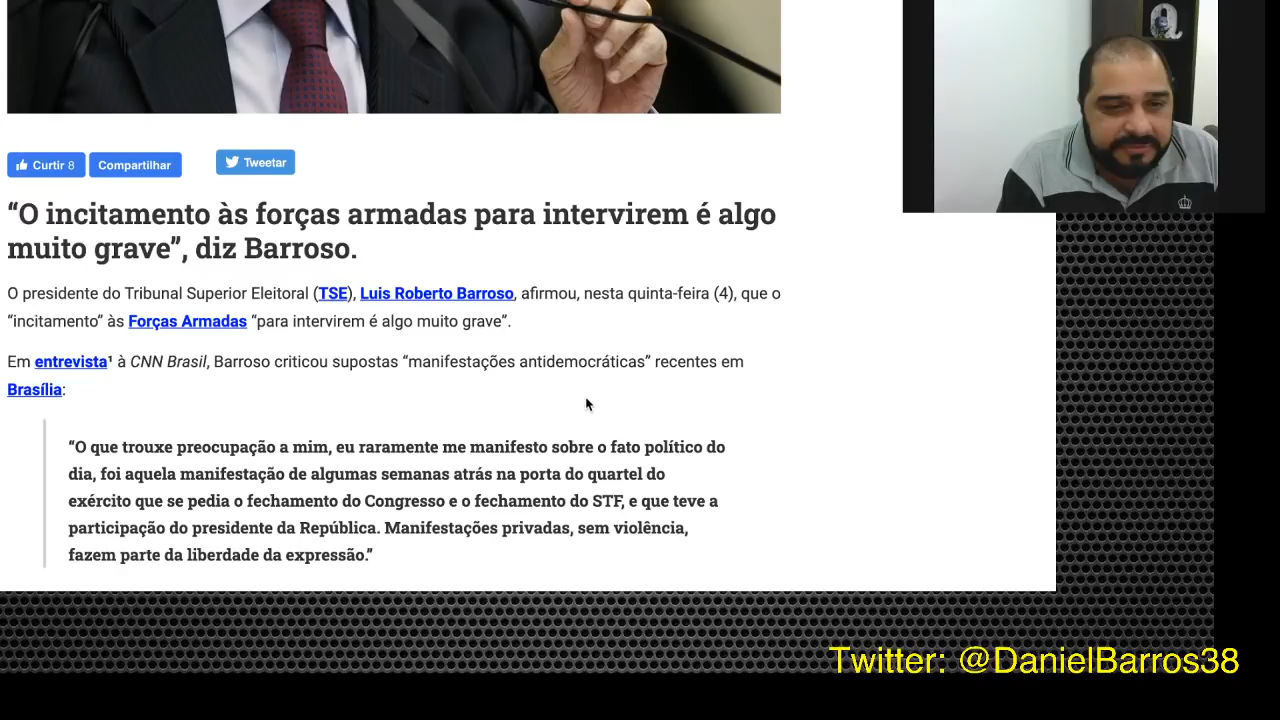 Curtir 8 Compartilhar Tweetar
“O incitamento às forças armadas para intervirem é algo
muito grave”, diz Barroso.
O presidente do Tribunal Superior Eleitoral (TSE), Luis Roberto Barroso, afirmou, nesta quinta-feira (4), que o
“incitamento” às Forças Armadas “para intervirem é algo muito grave”.
Em entrevista¹ à CNN Brasil, Barroso criticou supostas “manifestações antidemocráticas” recentes em
Brasília:
“O que trouxe preocupação a mim, eu raramente me manifesto sobre o fato político do
dia, foi aquela manifestação de algumas semanas atrás na porta do quartel do
exército que se pedia o fechamento do Congresso e o fechamento do STF, e que teve a
participação do presidente da República. Manifestações privadas, sem violência,
fazem parte da liberdade da expressão.”
Twitter: @DanielBarros38